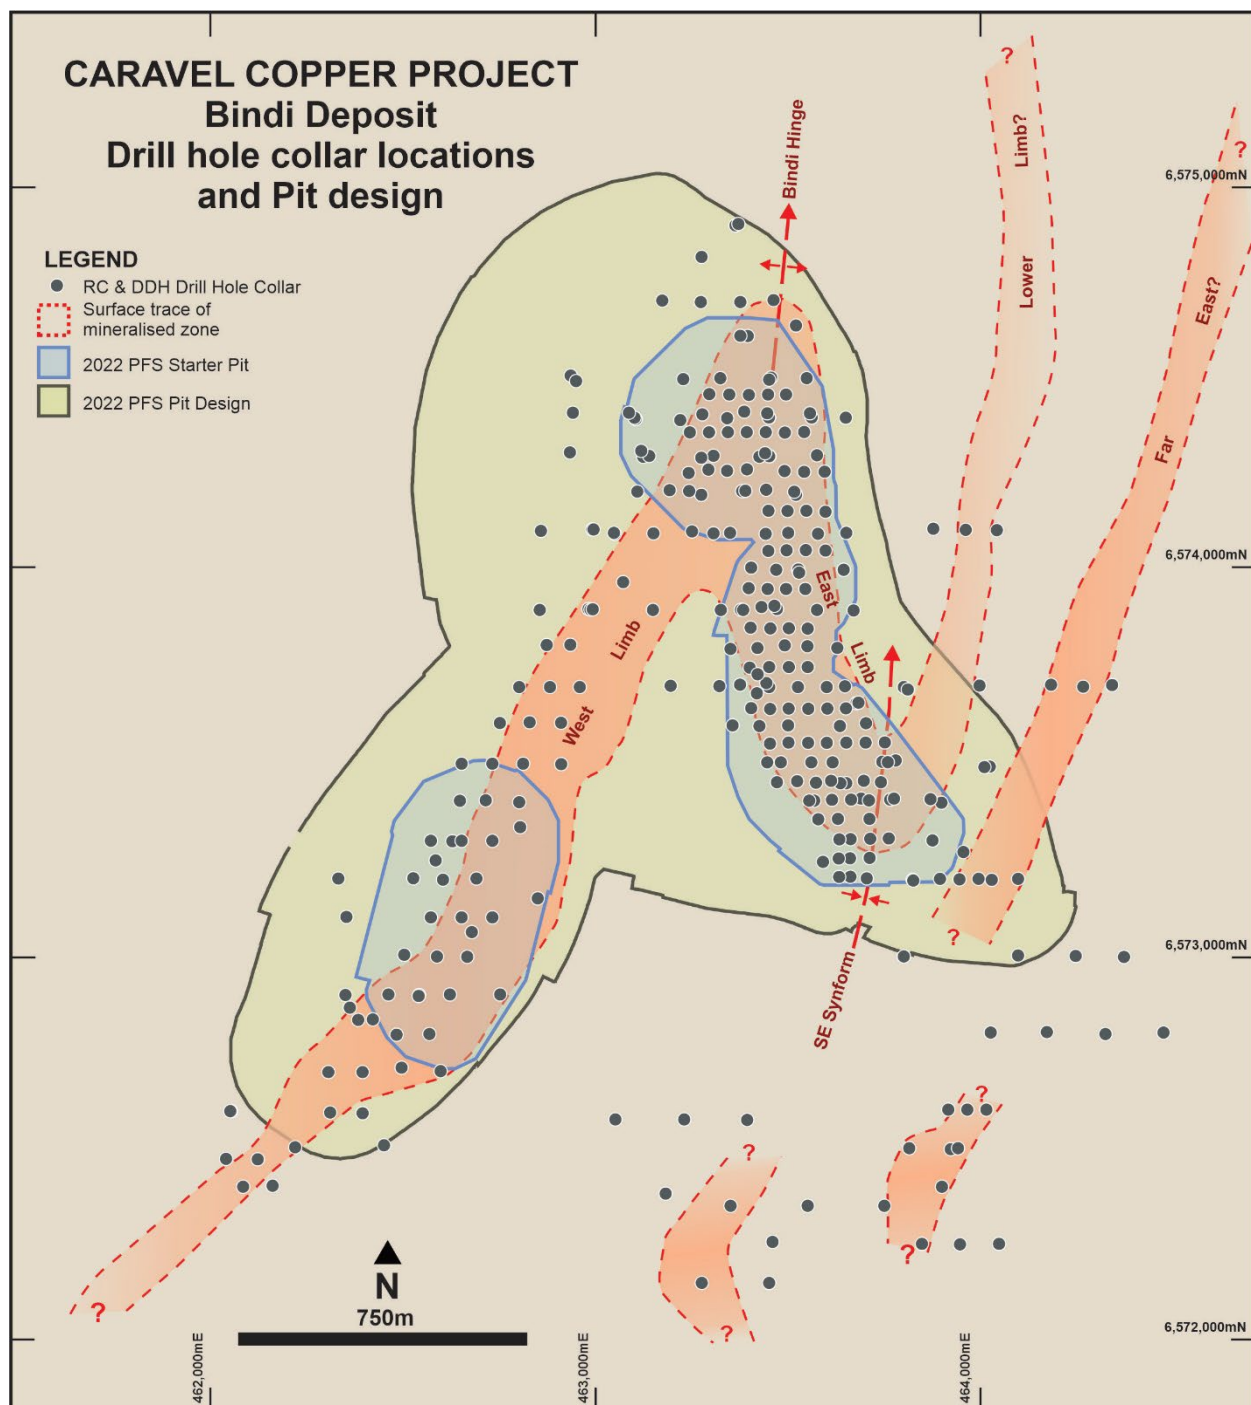 CARAVEL COPPER PROJECT
Bindi Deposit
Drill hole collar locations
and Pit design
LEGEND
RC & DDH Drill Hole Collar
Surface trace of
mineralised zone
2022 PFS Starter Pit
2022 PFS Pit Design
Bindi Hinge
?
Limb?
Lower
?
East?
Far
6,575,000mN
6,574,000mN
East
Limb
Limb
West
?
6,573,000mN
SE Synform
?
?
?
?
?
?
N
750m
6,572,000mN
462,000mE
463,000mE
464,000mE